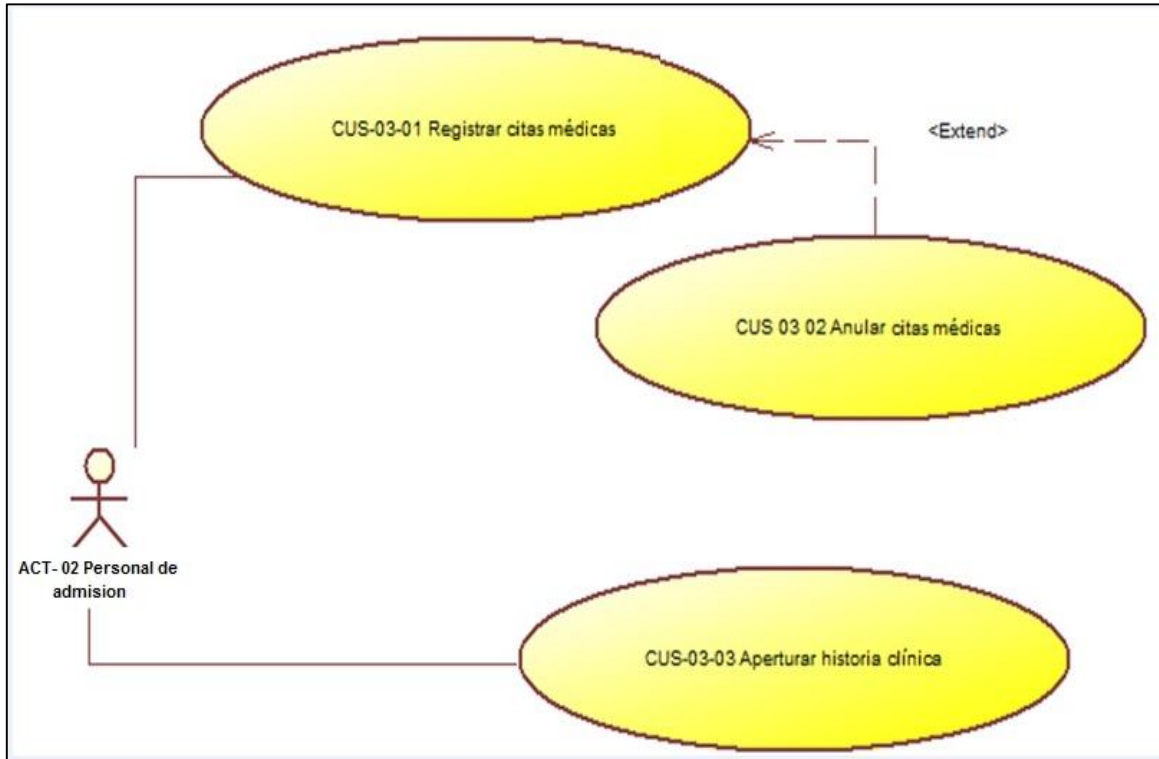 CUS-03-01 Registrar citas médicas
<Extend>
CUS 03 02 Anular citas médicas
ACT- 02 Personal de
admision
CUS-03-03 Aperturar historia clínica